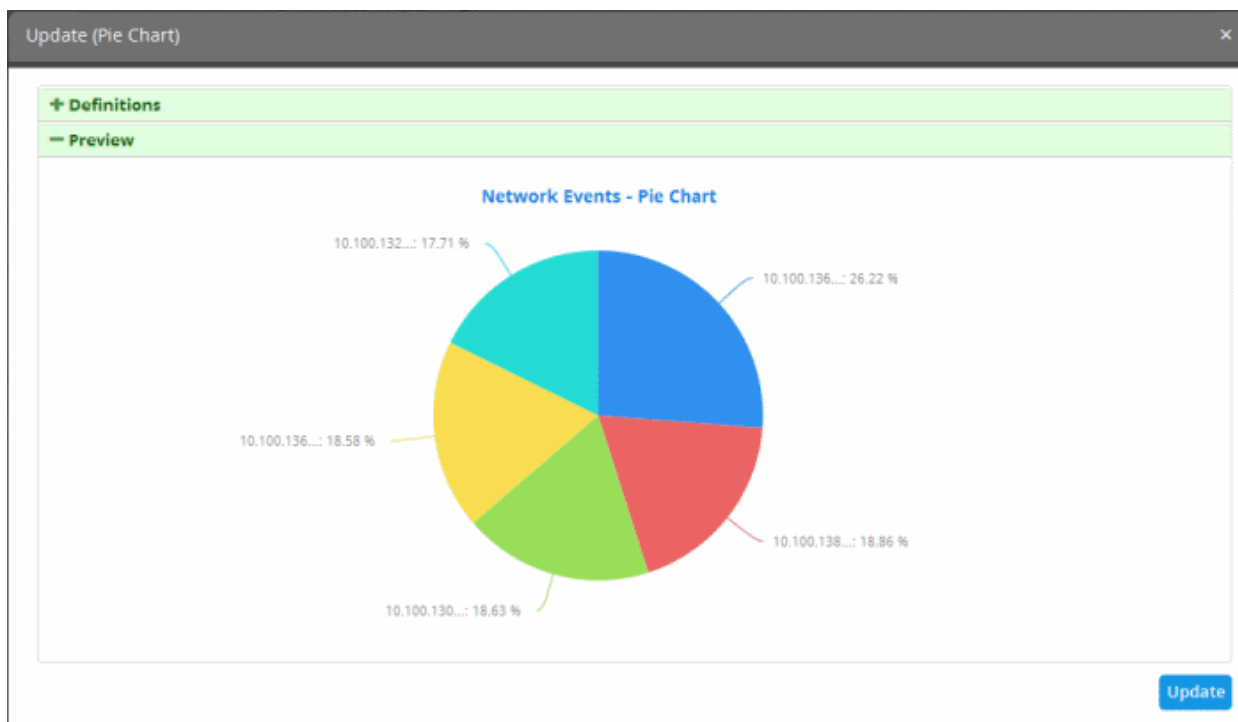 Update (Pie Chart) ×
+ Definitions
− Preview
Network Events - Pie Chart
10.100.132...: 17.71 %
10.100.136...: 26.22 %
10.100.136...: 18.58 %
10.100.138...: 18.86 %
10.100.130...: 18.63 %
Update